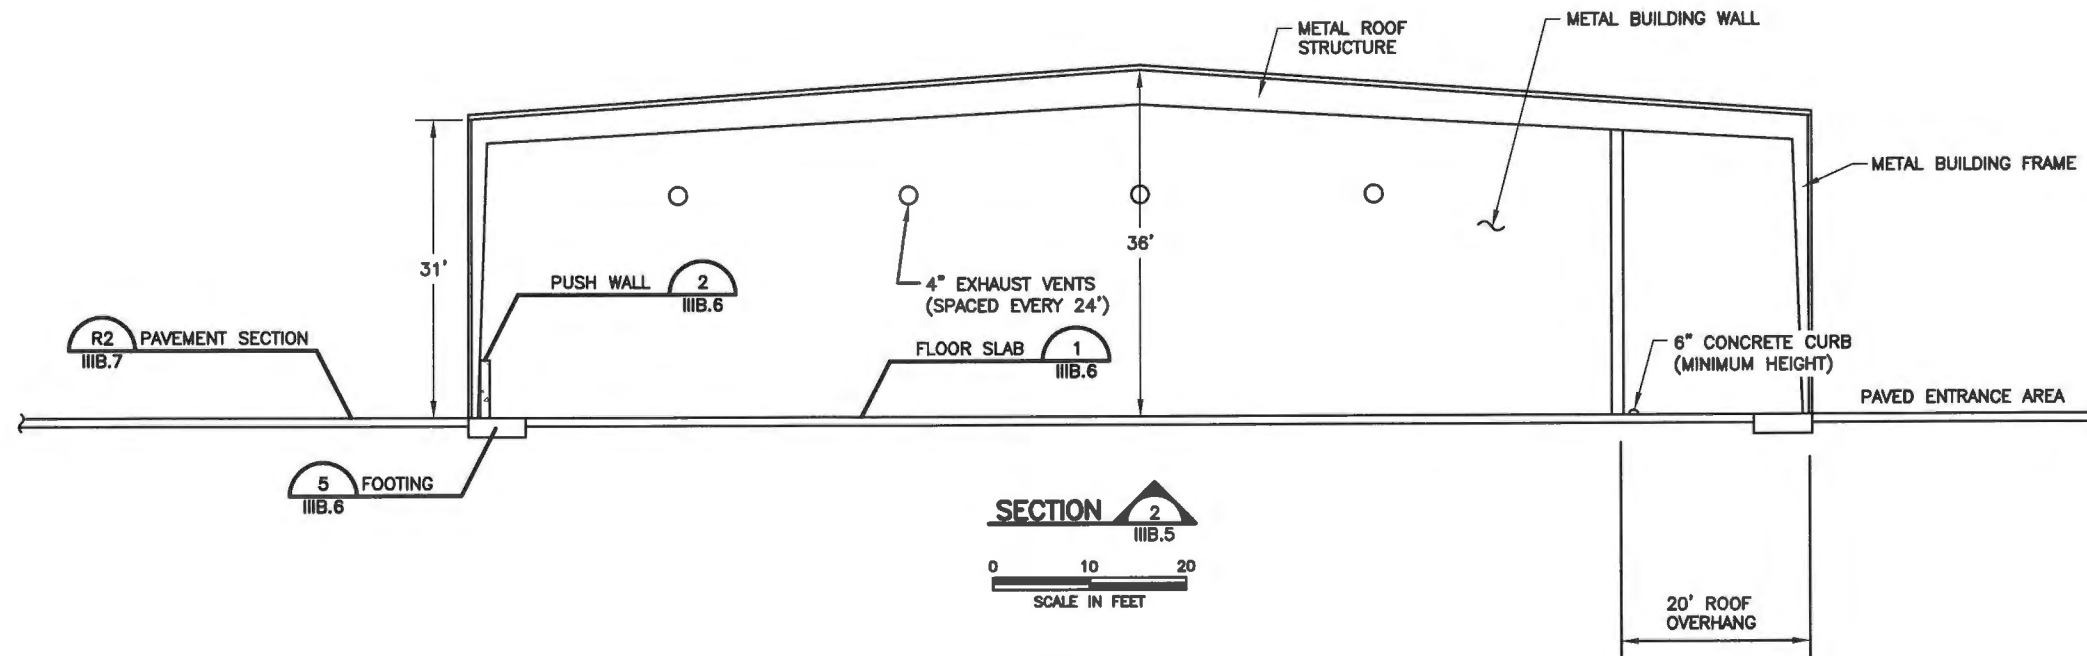 METAL BUILDING WALL
METAL ROOF
STRUCTURE
METAL BUILDING FRAME
31'
36'
PUSH WALL
2
IIIB.6
4" EXHAUST VENTS
(SPACED EVERY 24')
R2
PAVEMENT SECTION
IIIB.7
FLOOR SLAB
1
IIIB.6
6" CONCRETE CURB
(MINIMUM HEIGHT)
PAVED ENTRANCE AREA
5
FOOTING
IIIB.6
SECTION
2
IIIB.5
0 10 20
SCALE IN FEET
20' ROOF
OVERHANG